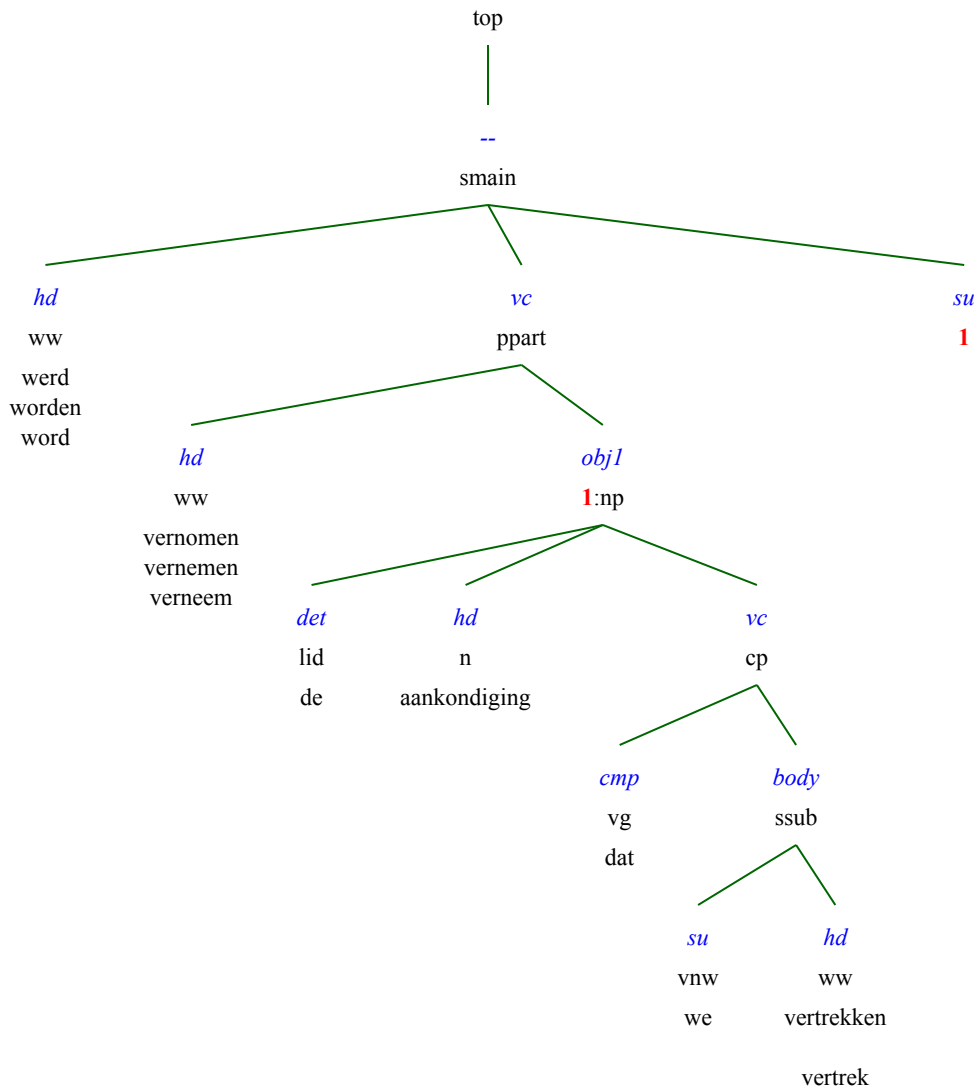 top
--
smain
hd vc su
ww ppart 1
werd
worden
word
hd obj1
ww 1:np
vernomen
vernemen
verneem
det hd vc
lid n cp
de aankondiging
cmp body
vg ssub
dat
su hd
vnw ww
we vertrekken
vertrek